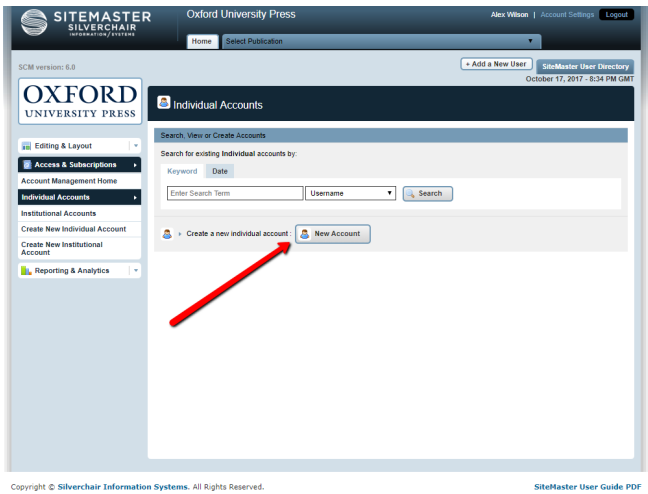 SITEMASTER
SILVERCHAIR
INFORMATION/SYSTEMS
Oxford University Press
Alex Wilson | Account Settings Logout
Home Select Publication
SCM version: 6.0
+ Add a New User SiteMaster User Directory
October 17, 2017 - 8:34 PM GMT
OXFORD
UNIVERSITY PRESS
Editing & Layout
Access & Subscriptions
Account Management Home
Individual Accounts
Institutional Accounts
Create New Individual Account
Create New Institutional
Account
Reporting & Analytics
Individual Accounts
Search, View or Create Accounts
Search for existing Individual accounts by:
Keyword Date
Enter Search Term Username Search
Create a new individual account : New Account
Copyright © Silverchair Information Systems. All Rights Reserved.
SiteMaster User Guide PDF